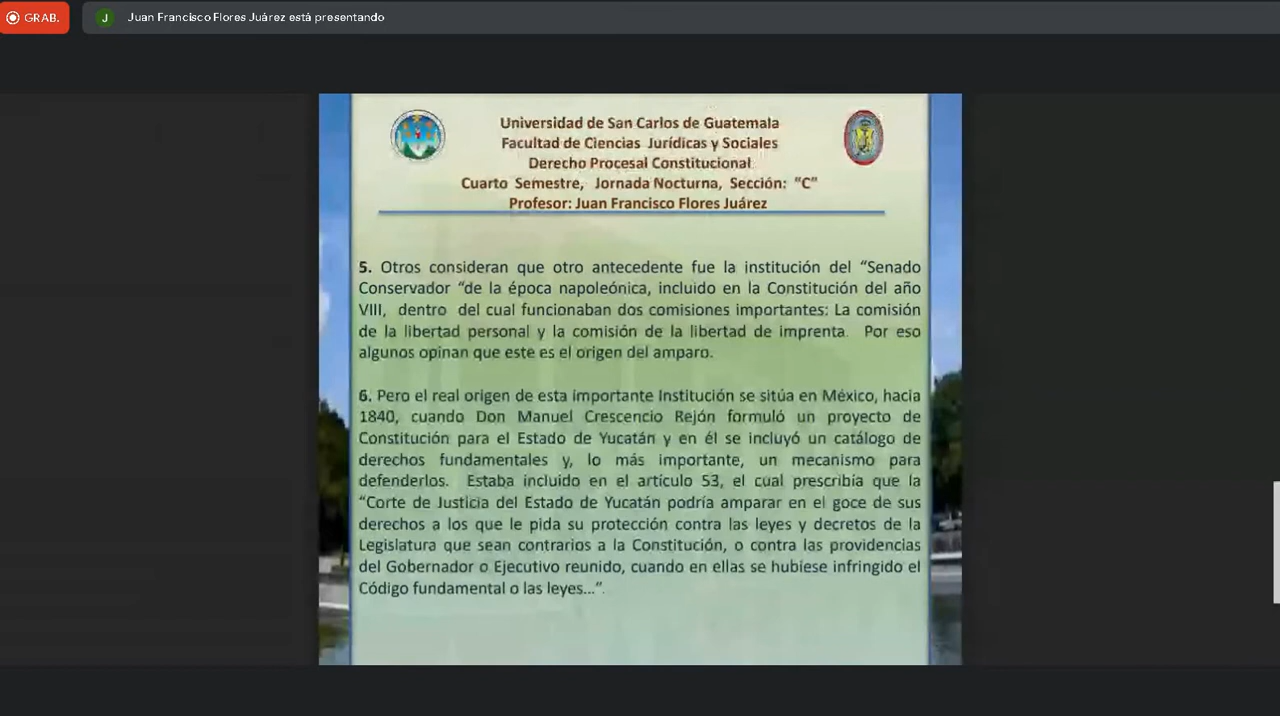 GRAB.
J
Juan Francisco Flores Juárez está presentando
Universidad de San Carlos de Guatemala
Facultad de Ciencias Jurídicas y Sociales
Derecho Procesal Constitucional
Cuarto Semestre, Jornada Nocturna, Sección: “C”
Profesor: Juan Francisco Flores Juárez
5. Otros consideran que otro antecedente fue la institución del “Senado
Conservador “de la época napoleónica, incluido en la Constitución del año
VIII, dentro del cual funcionaban dos comisiones importantes: La comisión
de la libertad personal y la comisión de la libertad de imprenta. Por eso
algunos opinan que este es el origen del amparo.
6. Pero el real origen de esta importante Institución se sitúa en México, hacia
1840, cuando Don Manuel Crescencio Rejón formuló un proyecto de
Constitución para el Estado de Yucatán y en él se incluyó un catálogo de
derechos fundamentales y, lo más importante, un mecanismo para
defenderlos. Estaba incluido en el artículo 53, el cual prescribía que la
“Corte de Justicia del Estado de Yucatán podría amparar en el goce de sus
derechos a los que le pida su protección contra las leyes y decretos de la
Legislatura que sean contrarios a la Constitución, o contra las providencias
del Gobernador o Ejecutivo reunido, cuando en ellas se hubiese infringido el
Código fundamental o las leyes...”.